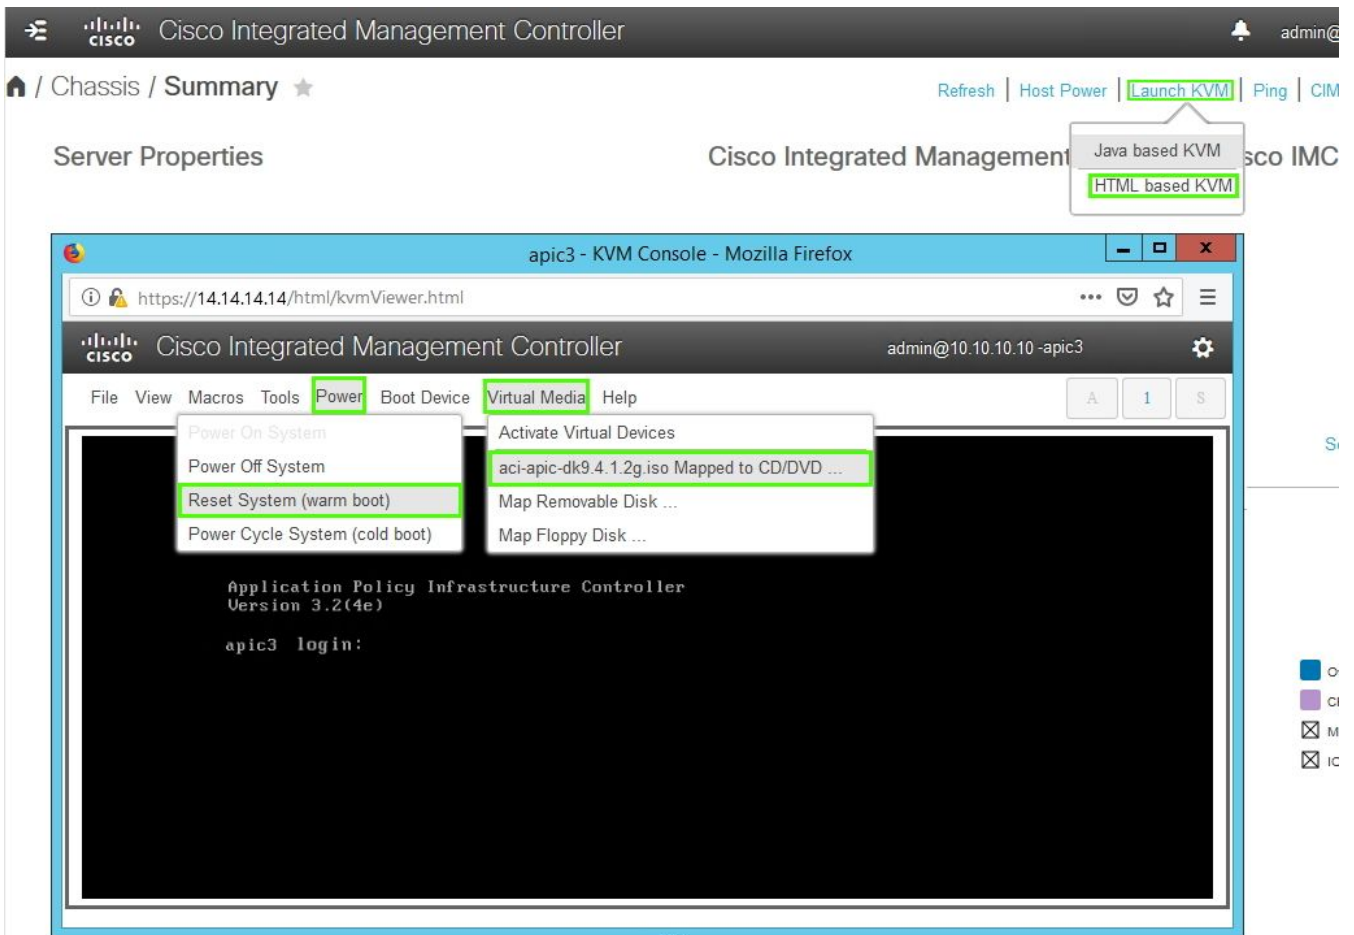 CISCO Cisco Integrated Management Controller admin@
/ Chassis / Summary
Refresh | Host Power | Launch KVM | Ping | CIM
Java based KVM
HTML based KVM
Server Properties
Cisco Integrated Management sco IMC
apic3 - KVM Console - Mozilla Firefox
https://14.14.14.14/html/kvmViewer.html
CISCO Cisco Integrated Management Controller admin@10.10.10.10 -apic3
File View Macros Tools Power Boot Device Virtual Media Help A 1 S
Power On System
Power Off System
Reset System (warm boot)
Power Cycle System (cold boot)
Activate Virtual Devices
aci-apic-dk9.4.1.2g.iso Mapped to CD/DVD ...
Map Removable Disk ...
Map Floppy Disk ...
Application Policy Infrastructure Controller
Version 3.2(4e)
apic3 login: